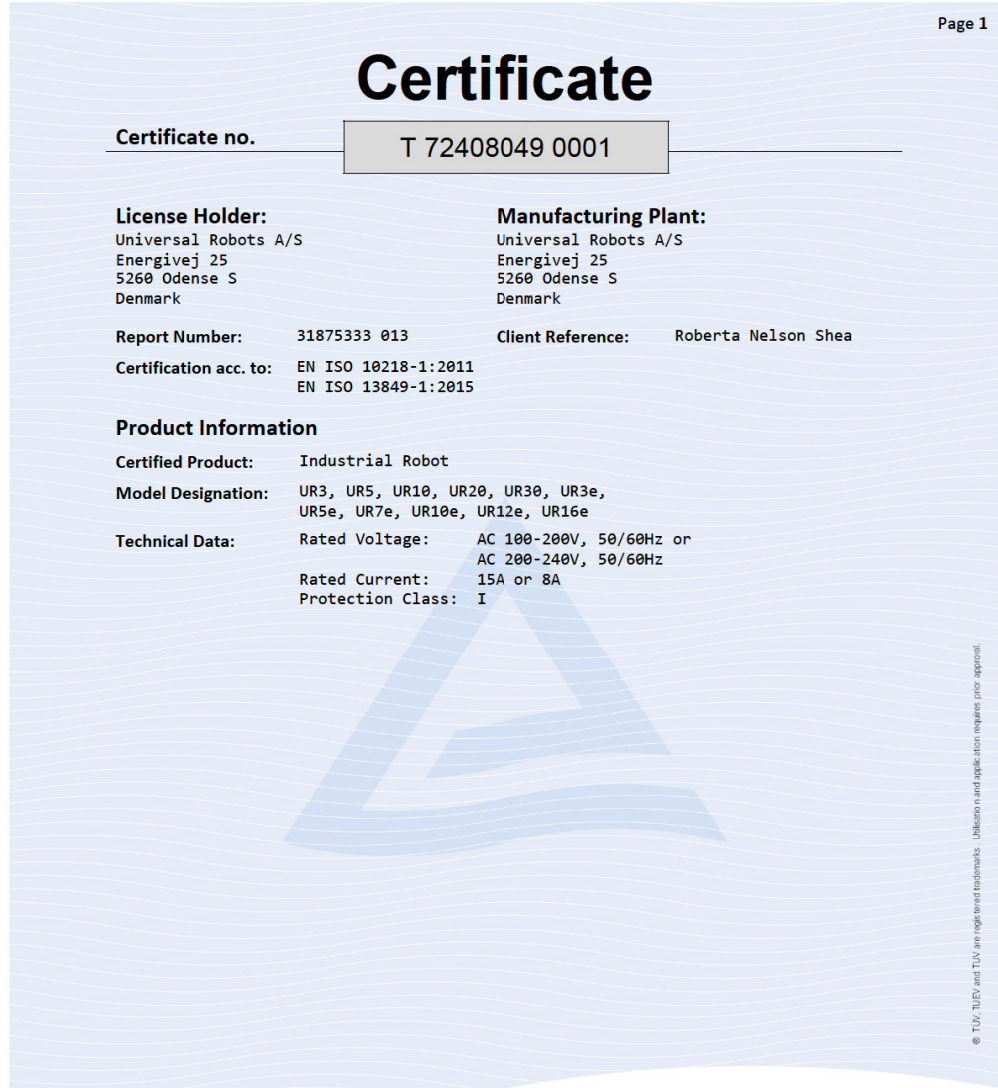 Page 1
Certificate
Certificate no.
T 72408049 0001
License Holder:
Universal Robots A/S
Energivej 25
5260 Odense S
Denmark
Manufacturing Plant:
Universal Robots A/S
Energivej 25
5260 Odense S
Denmark
Report Number: 31875333 013
Client Reference: Roberta Nelson Shea
Certification acc. to: EN ISO 10218-1:2011
EN ISO 13849-1:2015
Product Information
Certified Product: Industrial Robot
Model Designation: UR3, UR5, UR10, UR20, UR30, UR3e,
UR5e, UR7e, UR10e, UR12e, UR16e
Technical Data: Rated Voltage: AC 100-200V, 50/60Hz or
AC 200-240V, 50/60Hz
Rated Current: 15A or 8A
Protection Class: I
® TÜV, TUEV and TUV are registered trademarks. Utilisation and application requires prior approval.